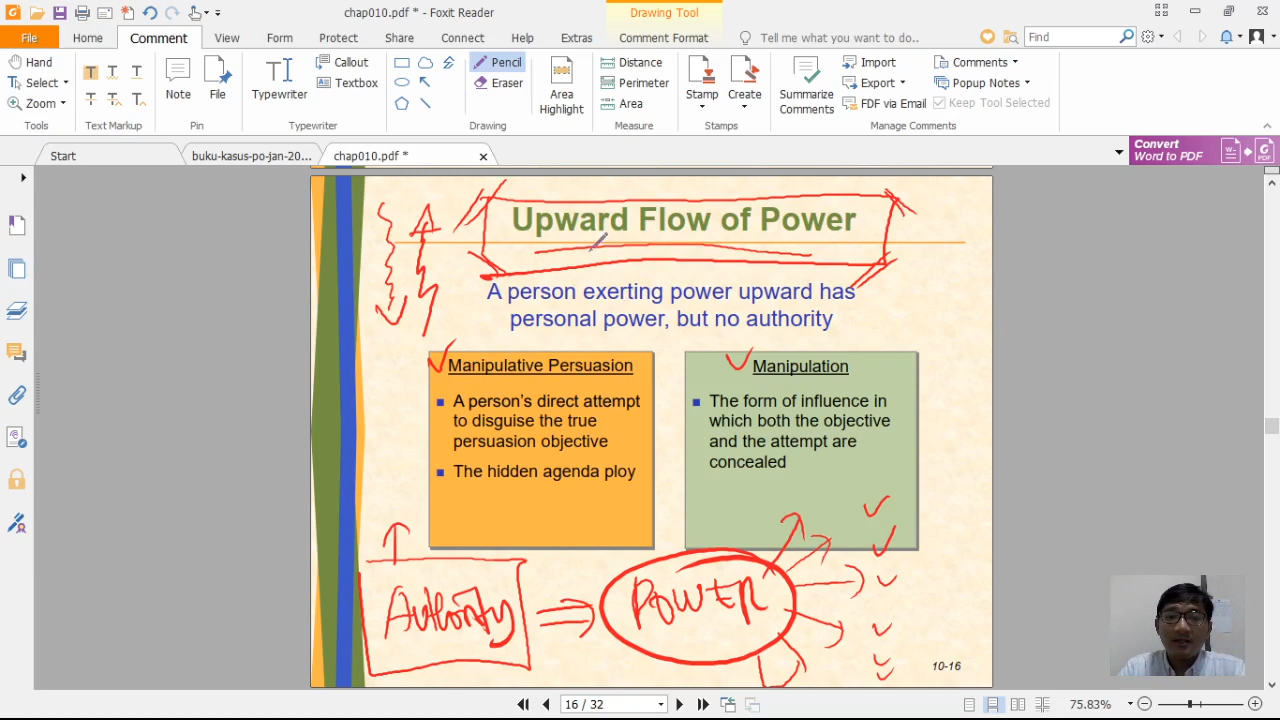 chap010.pdf * - Foxit Reader
Drawing Tool
File Home Comment View Form Protect Share Connect Help Extras Comment Format Tell me what you want to do.. Find
Hand
Select
Zoom
Tools
Text Markup
Note
File
Pin
Typewriter
Callout
Textbox
Typewriter
Pencil
Eraser
Drawing
Area
Highlight
Distance
Perimeter
Area
Measure
Stamp
Create
Stamps
Summarize
Comments
Import
Export
FDF via Email
Comments
Popup Notes
Keep Tool Selected
Manage Comments
Start
buku-kasus-po-jan-20...
chap010.pdf *
Convert
Word to PDF
Upward Flow of Power
A person exerting power upward has
personal power, but no authority
Manipulative Persuasion
A person's direct attempt
to disguise the true
persuasion objective
The hidden agenda ploy
Manipulation
The form of influence in
which both the objective
and the attempt are
concealed
Authority
POWER
10-16
16 / 32
75.83%